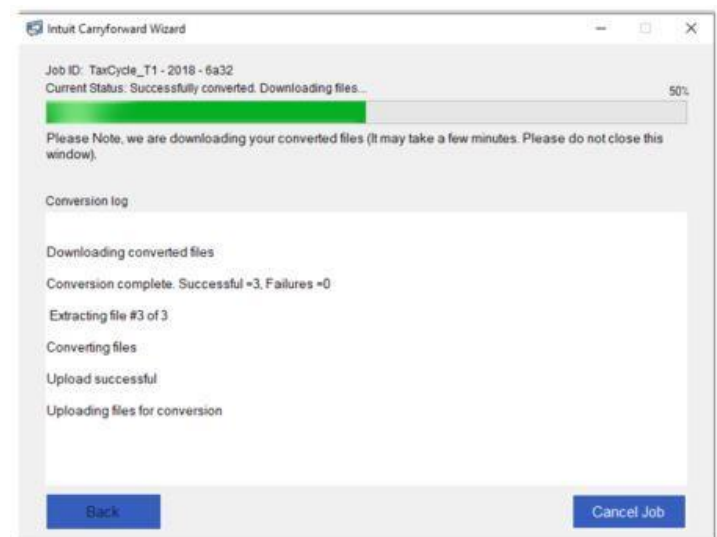 Intuit Carryforward Wizard
Job ID: TaxCycle_T1 - 2018 - 6a32
Current Status: Successfully converted. Downloading files...
50%
Please Note, we are downloading your converted files (It may take a few minutes. Please do not close this
window).
Conversion log
Downloading converted files
Conversion complete. Successful =3, Failures =0
Extracting file #3 of 3
Converting files
Upload successful
Uploading files for conversion
Back
Cancel Job